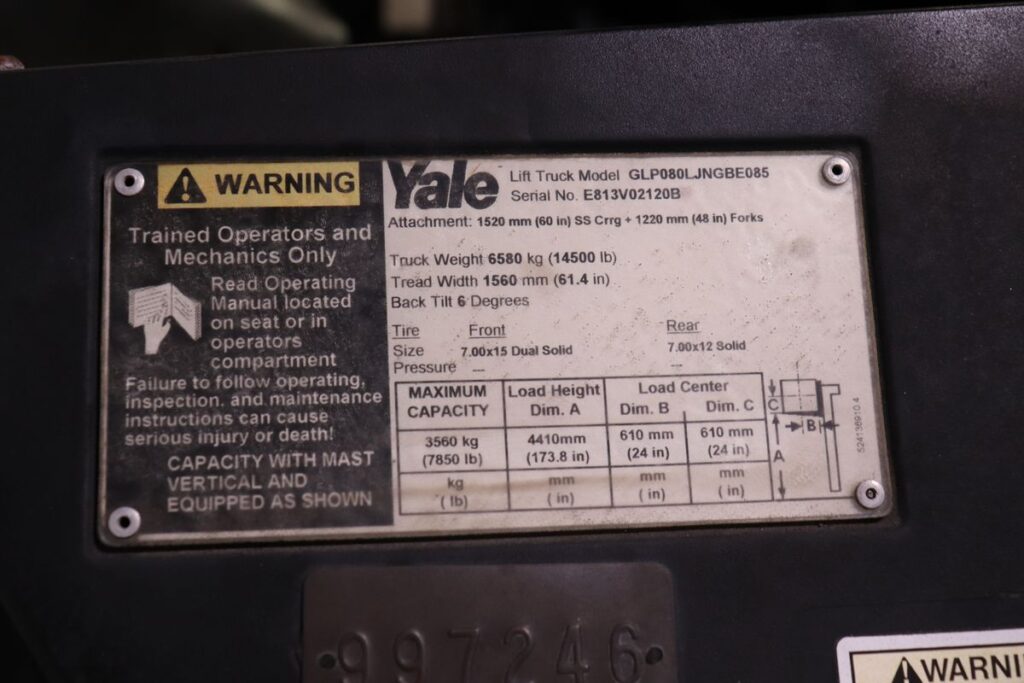 WARNING
Trained Operators and
Mechanics Only
Read Operating
Manual located
on seat or in
operators
compartment
Failure to follow operating,
inspection, and maintenance
instructions can cause
serious injury or death!
CAPACITY WITH MAST
VERTICAL AND
EQUIPPED AS SHOWN
Yale Lift Truck Model GLP080LJNGBE085
Serial No. E813V02120B
Attachment: 1520 mm (60 in) SS Crrg + 1220 mm (48 in) Forks
Truck Weight 6580 kg (14500 lb)
Tread Width 1560 mm (61.4 in)
Back Tilt 6 Degrees
Tire Front Rear
Size 7.00x15 Dual Solid 7.00x12 Solid
Pressure — —
MAXIMUM CAPACITY Load Height Dim. A Load Center Dim. B Dim. C
3560 kg 4410mm 610 mm 610 mm
(7850 lb) (173.8 in) (24 in) (24 in)
kg mm mm mm
( lb) ( in) ( in) ( in)
C
B
A
524136910 4
997246
WARNI